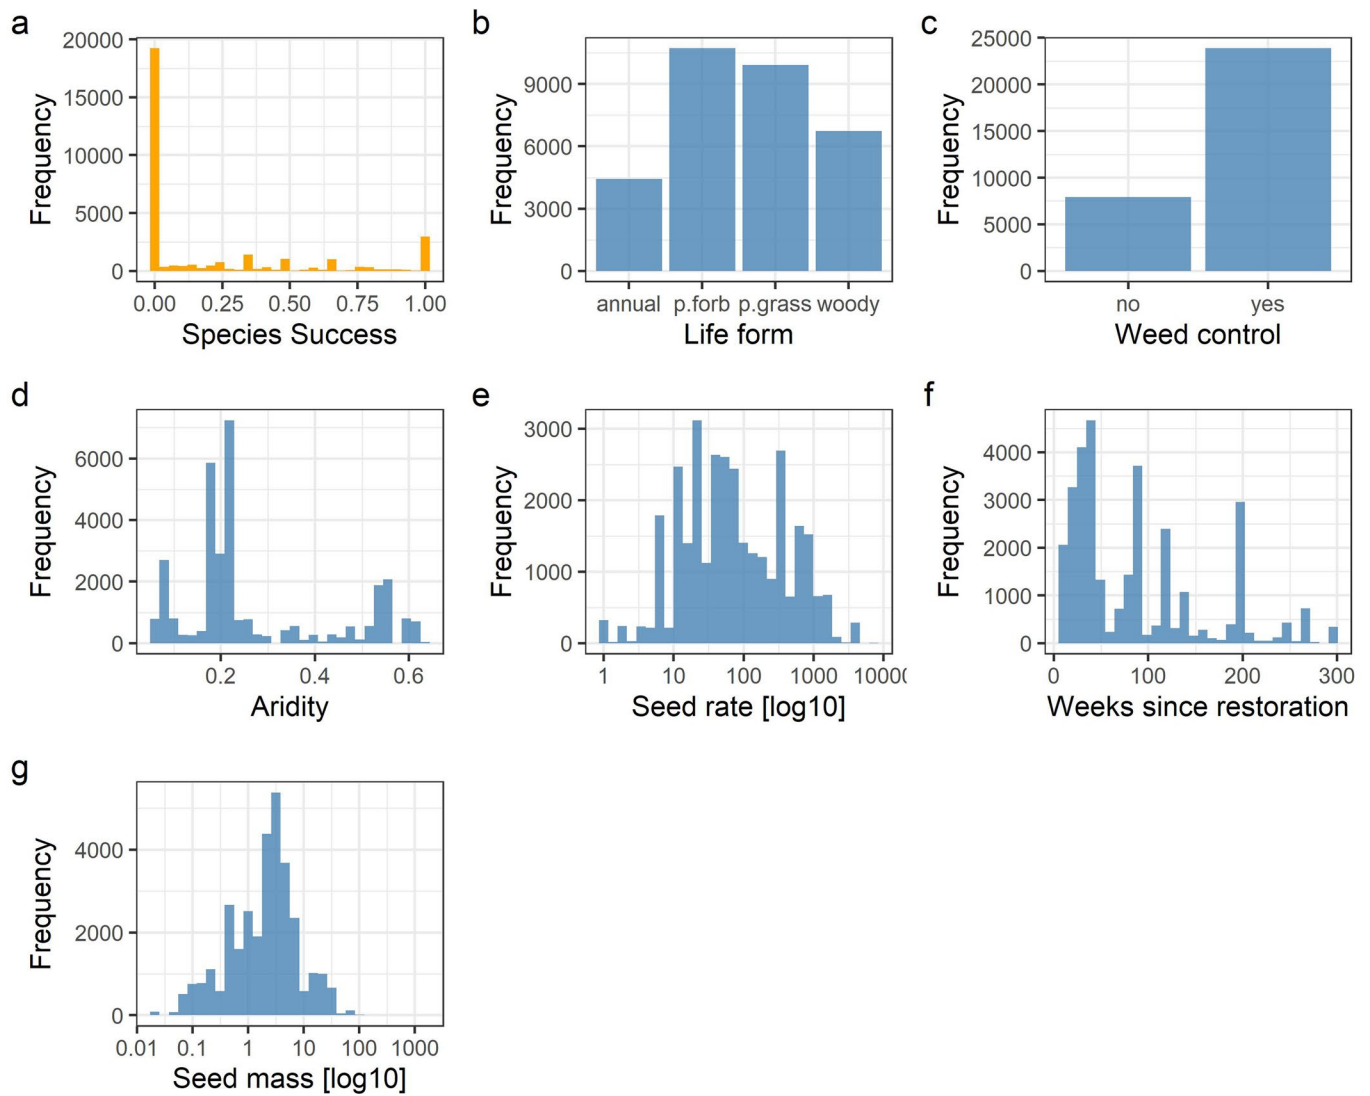 a
Frequency
20000
15000
10000
5000
0
0.00 0.25 0.50 0.75 1.00
Species Success
b
Frequency
9000
6000
3000
0
annual p.forb p.grass woody
Life form
c
Frequency
25000
20000
15000
10000
5000
0
no yes
Weed control
d
Frequency
6000
4000
2000
0
0.2 0.4 0.6
Aridity
e
Frequency
3000
2000
1000
0
1 10 100 1000 10000
Seed rate [log10]
f
Frequency
4000
3000
2000
1000
0
0 100 200 300
Weeks since restoration
g
Frequency
4000
2000
0
0.01 0.1 1 10 100 1000
Seed mass [log10]